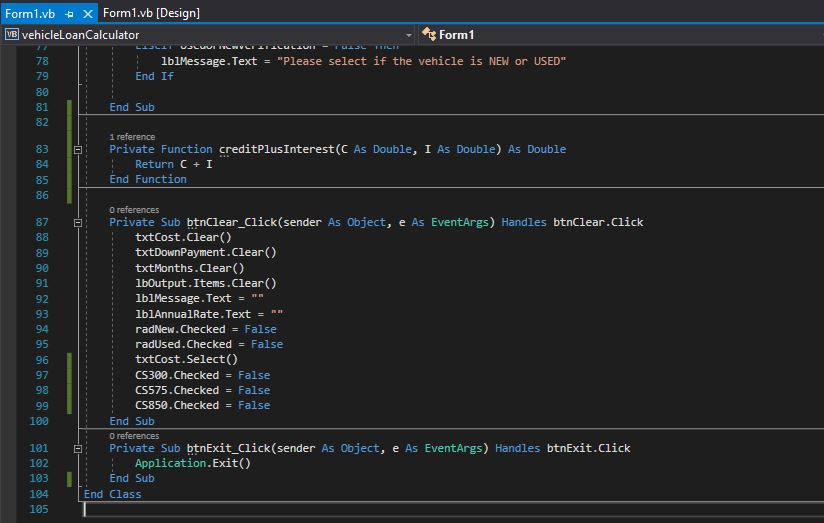 Form1.vb Form1.vb [Design]
VB vehicleLoanCalculator Form1
77 ElseIf UsedOrNewVerification = False Then
78 lblMessage.Text = "Please select if the vehicle is NEW or USED"
79 End If
80
81 End Sub
82
1 reference
83 Private Function creditPlusInterest(C As Double, I As Double) As Double
84 Return C + I
85 End Function
86
0 references
87 Private Sub btnClear_Click(sender As Object, e As EventArgs) Handles btnClear.Click
88 txtCost.Clear()
89 txtDownPayment.Clear()
90 txtMonths.Clear()
91 lbOutput.Items.Clear()
92 lblMessage.Text = ""
93 lblAnnualRate.Text = ""
94 radNew.Checked = False
95 radUsed.Checked = False
96 txtCost.Select()
97 CS300.Checked = False
98 CS575.Checked = False
99 CS850.Checked = False
100 End Sub
0 references
101 Private Sub btnExit_Click(sender As Object, e As EventArgs) Handles btnExit.Click
102 Application.Exit()
103 End Sub
104 End Class
105